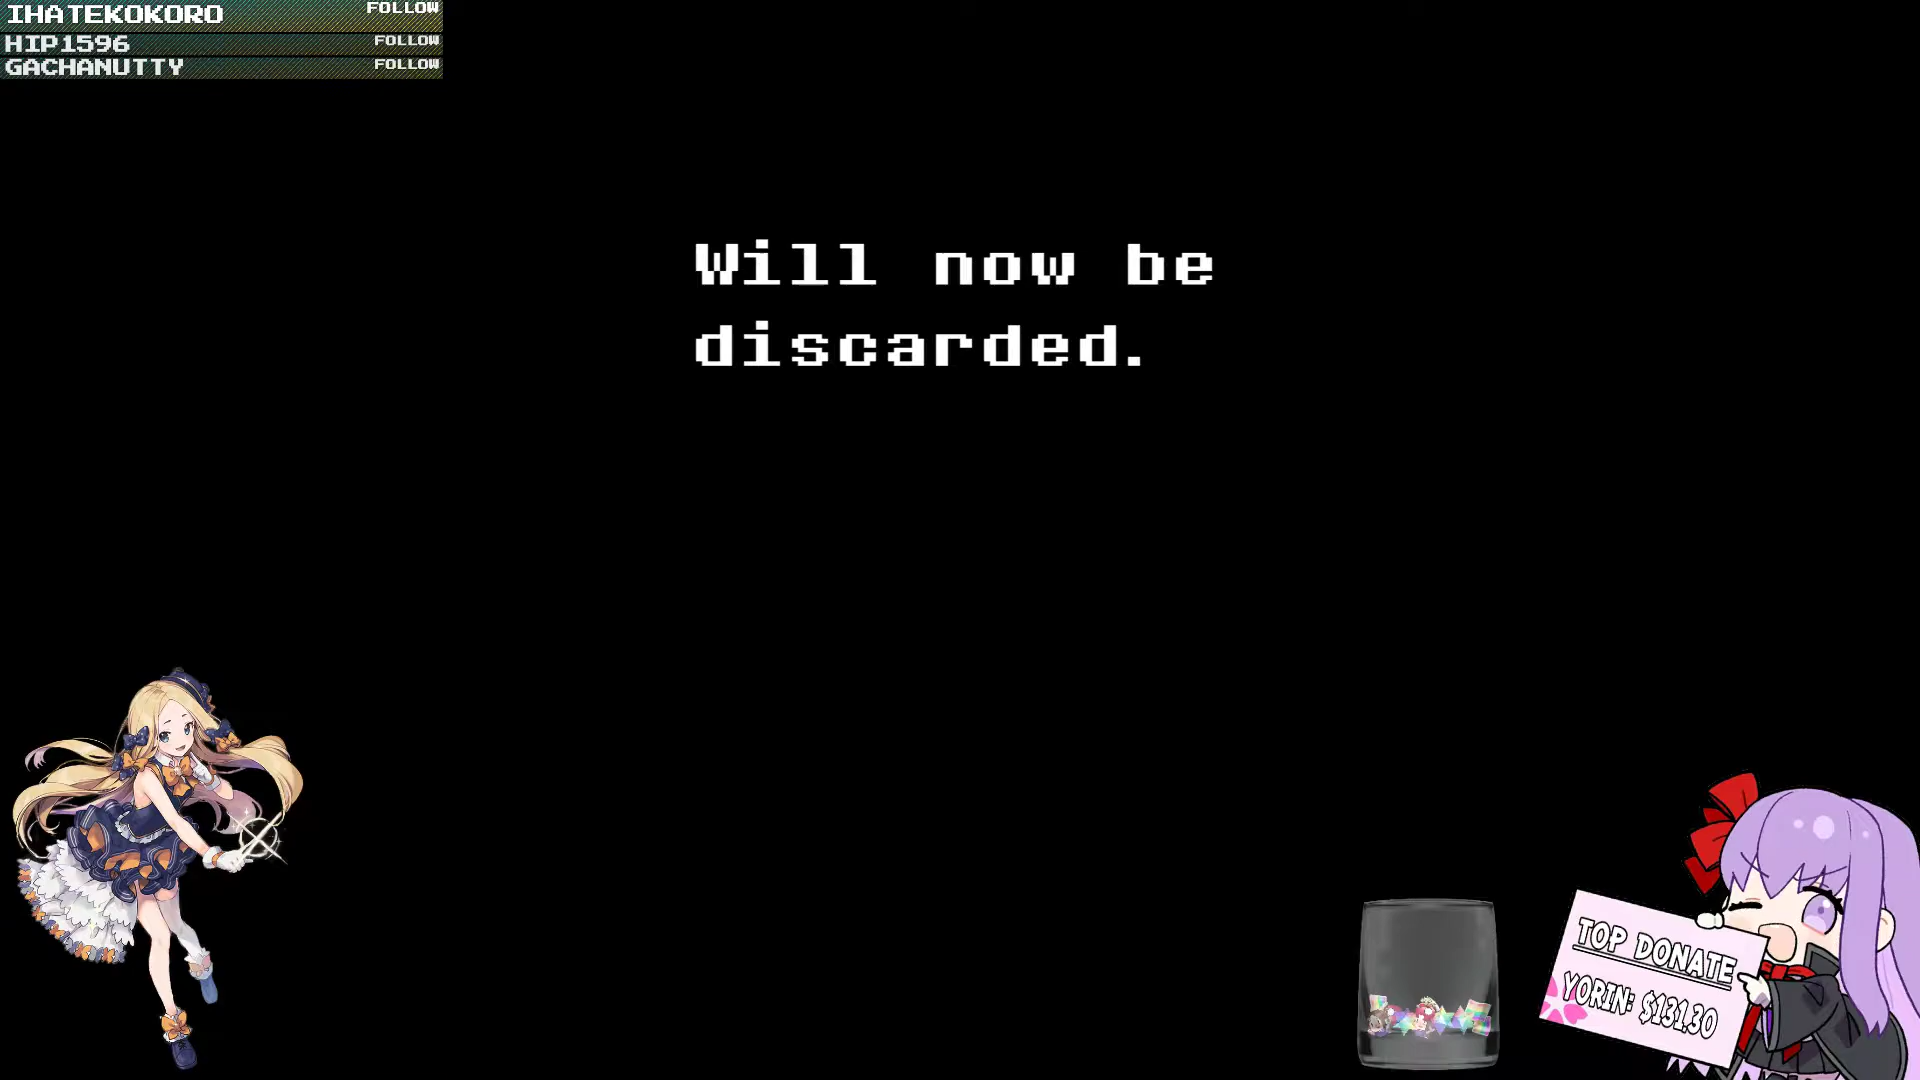 IHATEKOKORO FOLLOW
HIP1596 FOLLOW
GACHANUTTY FOLLOW
Will now be
discarded.
TOP DONATE
YORIN: $131.30